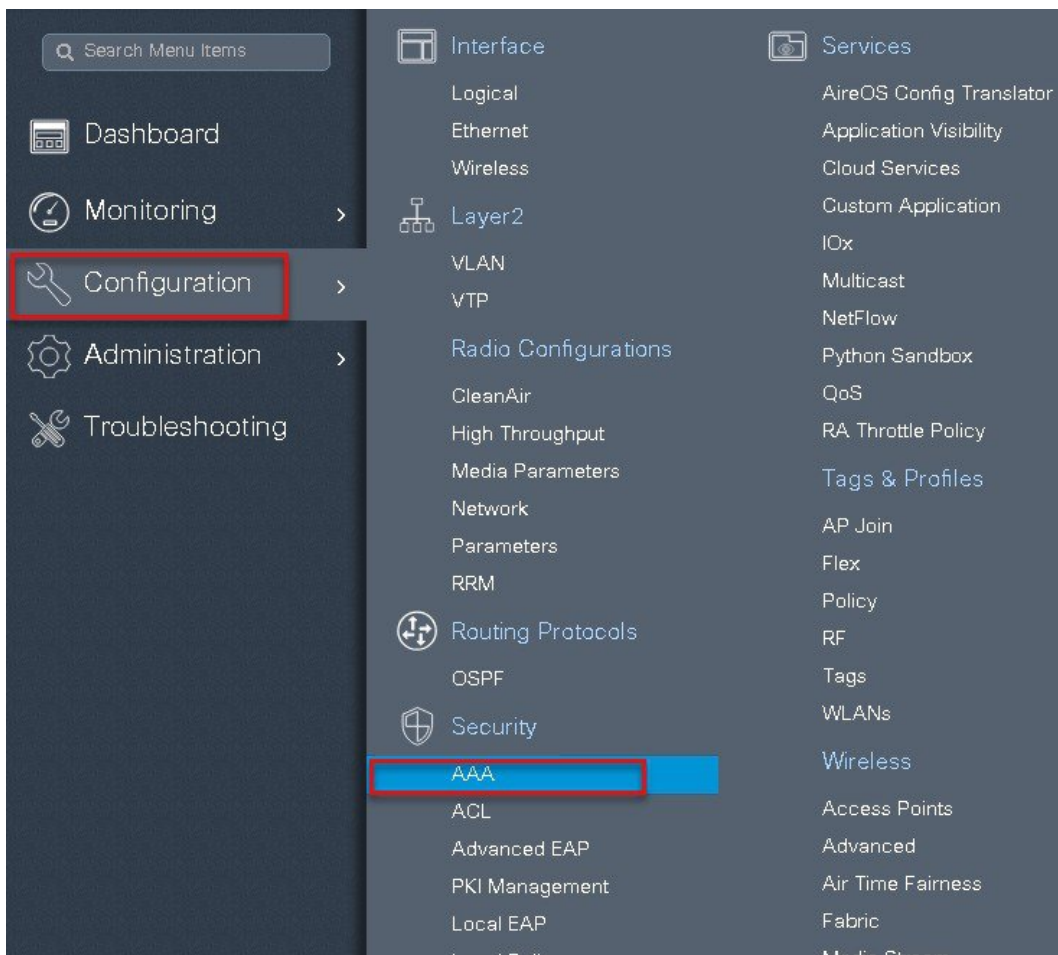 Search Menu Items
Dashboard
Monitoring
Configuration
Administration
Troubleshooting
Interface
Logical
Ethernet
Wireless
Layer2
VLAN
VTP
Radio Configurations
CleanAir
High Throughput
Media Parameters
Network
Parameters
RRM
Routing Protocols
OSPF
Security
AAA
ACL
Advanced EAP
PKI Management
Local EAP
Services
AireOS Config Translator
Application Visibility
Cloud Services
Custom Application
IOx
Multicast
NetFlow
Python Sandbox
QoS
RA Throttle Policy
Tags & Profiles
AP Join
Flex
Policy
RF
Tags
WLANs
Wireless
Access Points
Advanced
Air Time Fairness
Fabric